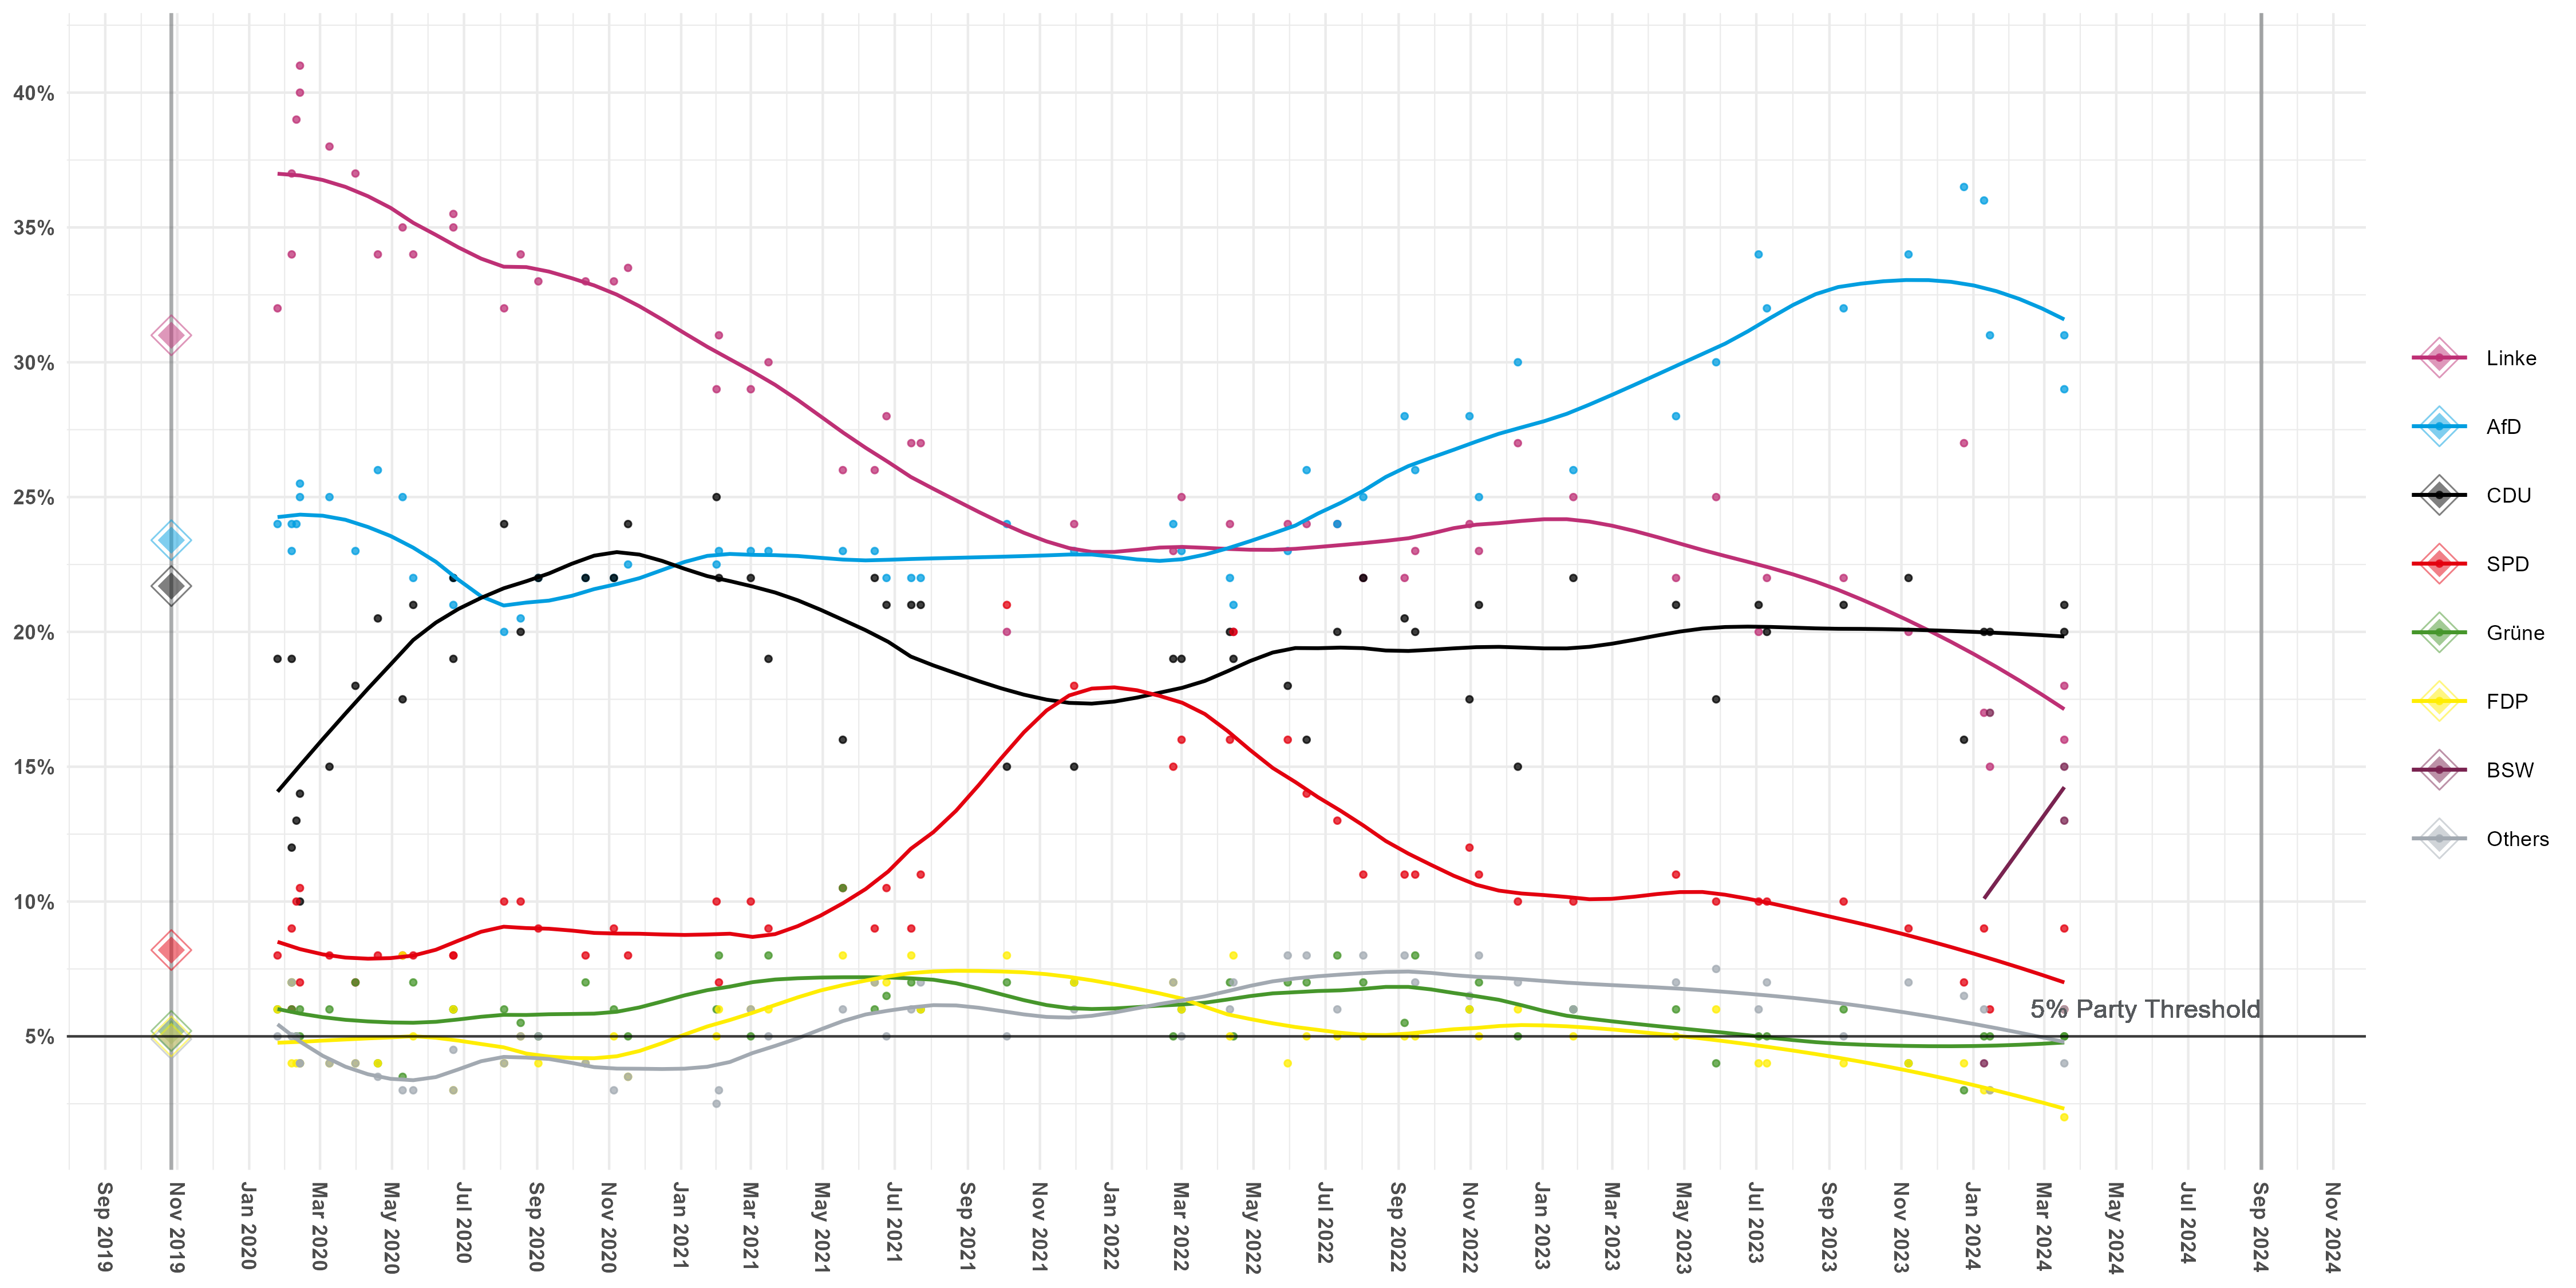 40%
35%
30%
25%
20%
15%
10%
5%
5% Party Threshold
Sep 2019
Nov 2019
Jan 2020
Mar 2020
May 2020
Jul 2020
Sep 2020
Nov 2020
Jan 2021
Mar 2021
May 2021
Jul 2021
Sep 2021
Nov 2021
Jan 2022
Mar 2022
May 2022
Jul 2022
Sep 2022
Nov 2022
Jan 2023
Mar 2023
May 2023
Jul 2023
Sep 2023
Nov 2023
Jan 2024
Mar 2024
May 2024
Jul 2024
Sep 2024
Nov 2024
Linke
AfD
CDU
SPD
Grüne
FDP
BSW
Others